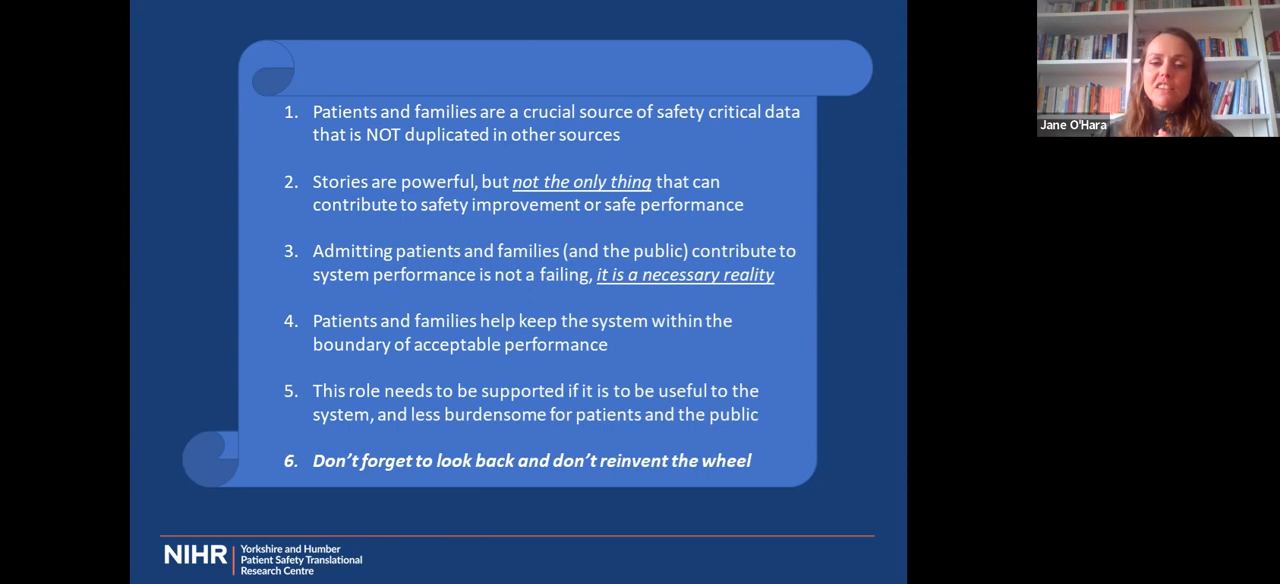 1. Patients and families are a crucial source of safety critical data
that is NOT duplicated in other sources
2. Stories are powerful, but not the only thing that can
contribute to safety improvement or safe performance
3. Admitting patients and families (and the public) contribute to
system performance is not a failing, it is a necessary reality
4. Patients and families help keep the system within the
boundary of acceptable performance
5. This role needs to be supported if it is to be useful to the
system, and less burdensome for patients and the public
6. Don’t forget to look back and don’t reinvent the wheel
NIHR
Yorkshire and Humber
Patient Safety Translational
Research Centre
Jane O'Hara